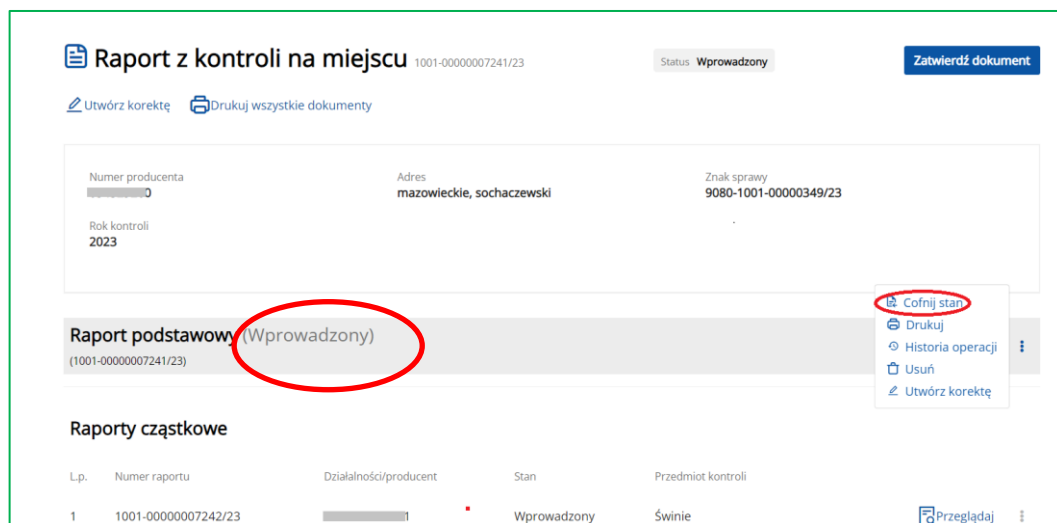 Raport z kontroli na miejscu 1001-00000007241/23 Status Wprowadzony Zatwierdź dokument
Utwórz korektę Drukuj wszystkie dokumenty
Numer producenta Adres Znak sprawy
0 mazowieckie, sochaczewski 9080-1001-00000349/23
Rok kontroli
2023
Cofnij stan
Drukuj
Historia operacji
Usuń
Utwórz korektę
Raport podstawowy (Wprowadzony)
(1001-00000007241/23)
Raporty cząstkowe
L.p. Numer raportu Działalności/producent Stan Przedmiot kontroli
1 1001-00000007242/23 1 Wprowadzony Świnie Przeglądaj